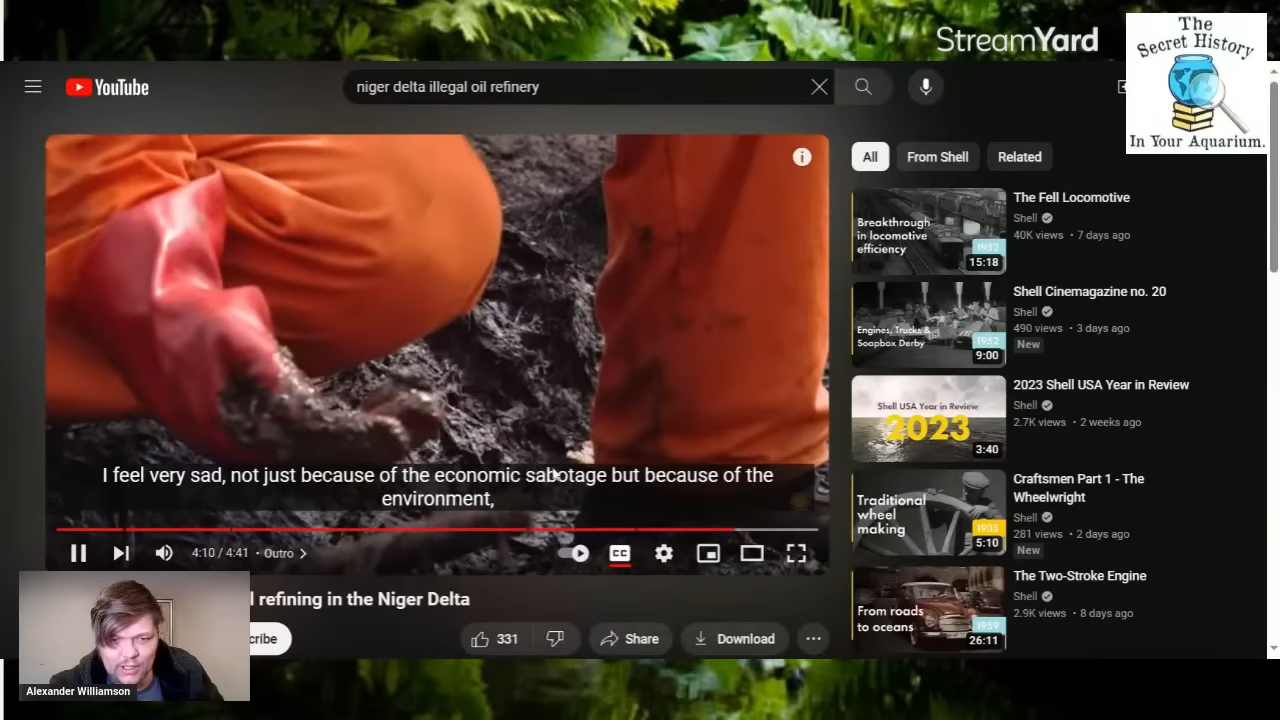 StreamYard
The
Secret History
In Your Aquarium.
YouTube
niger delta illegal oil refinery
i
All
From Shell
Related
I feel very sad, not just because of the economic sabotage but because of the
environment,
4:10 / 4:41 • Outro
CC
l refining in the Niger Delta
cribe
331
Share
Download
Breakthrough
in locomotive
efficiency
1952
15:18
The Fell Locomotive
Shell
40K views • 7 days ago
Engines, Trucks &
Soapbox Derby
1952
9:00
Shell Cinemagazine no. 20
Shell
490 views • 3 days ago
New
Shell USA Year in Review
2023
3:40
2023 Shell USA Year in Review
Shell
2.7K views • 2 weeks ago
Traditional
wheel
making
1935
5:10
Craftsmen Part 1 - The
Wheelwright
Shell
281 views • 2 days ago
New
From roads
to oceans
1959
26:11
The Two-Stroke Engine
Shell
2.9K views • 8 days ago
Alexander Williamson